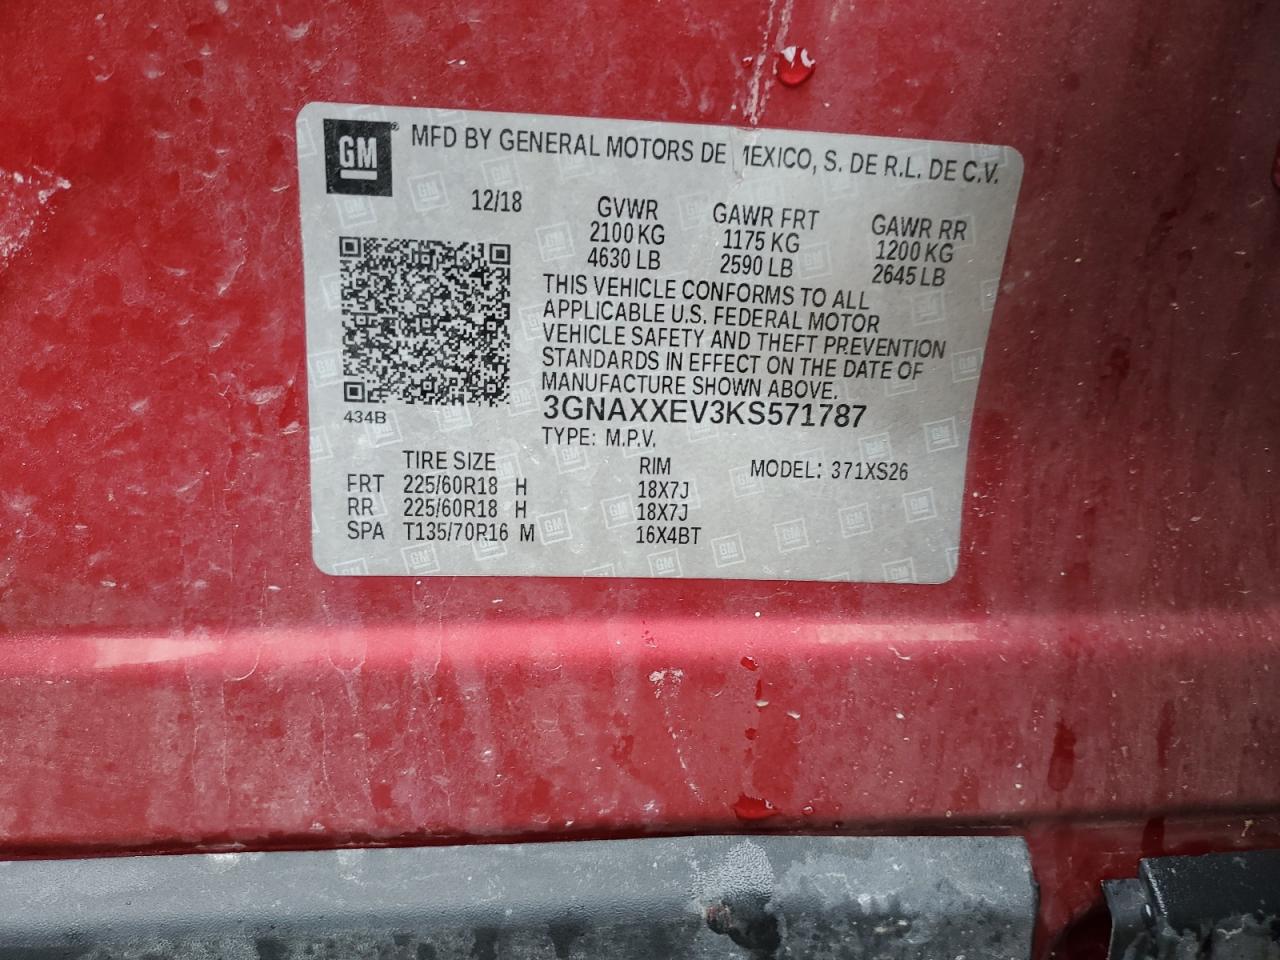 GM® MFD BY GENERAL MOTORS DE MEXICO, S. DE R.L. DE C.V.
12/18
GVWR GAWR FRT GAWR RR
2100 KG 1175 KG 1200 KG
4630 LB 2590 LB 2645 LB
THIS VEHICLE CONFORMS TO ALL
APPLICABLE U.S. FEDERAL MOTOR
VEHICLE SAFETY AND THEFT PREVENTION
STANDARDS IN EFFECT ON THE DATE OF
MANUFACTURE SHOWN ABOVE.
434B
3GNAXXEV3KS571787
TYPE: M.P.V.
TIRE SIZE RIM MODEL: 371XS26
FRT 225/60R18 H 18X7J
RR 225/60R18 H 18X7J
SPA T135/70R16 M 16X4BT